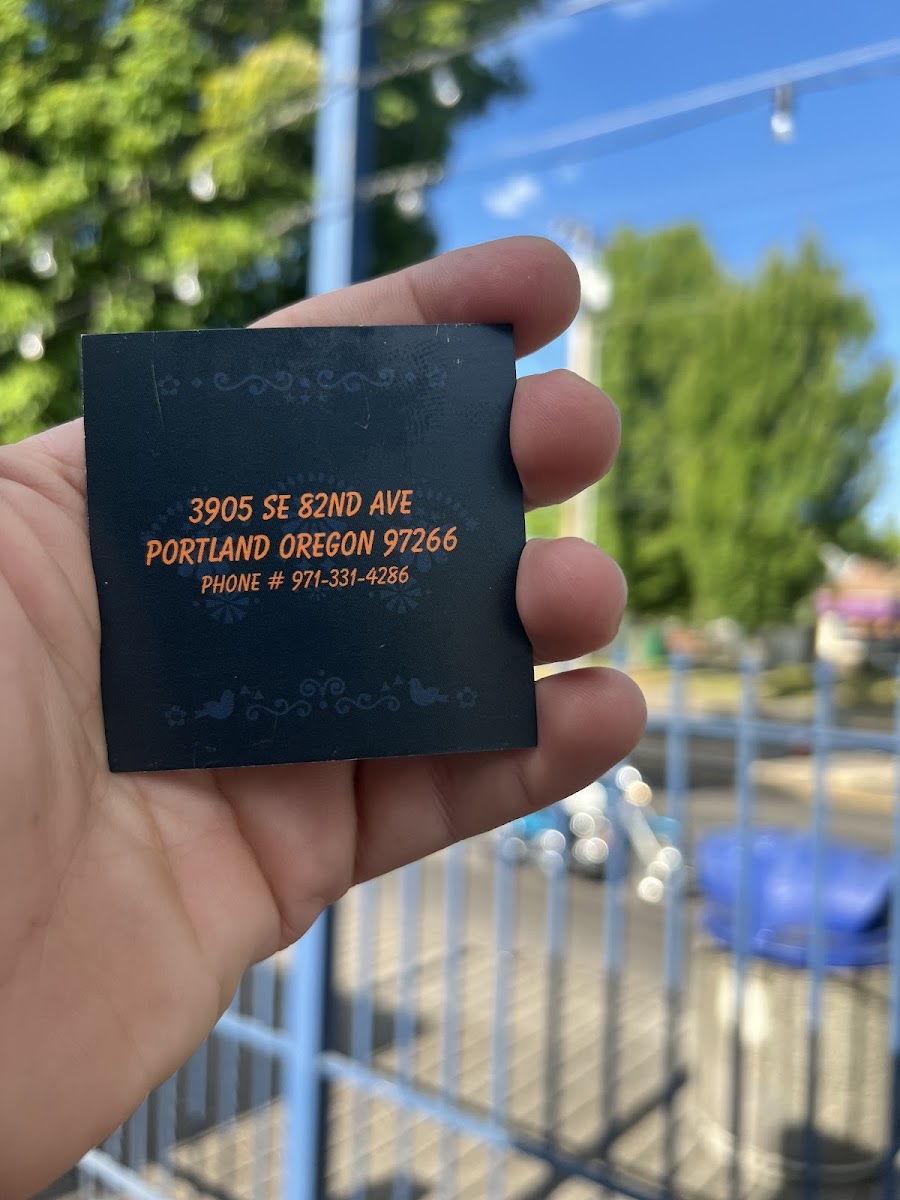 3905 SE 82ND AVE
PORTLAND OREGON 97266
PHONE # 971-331-4286